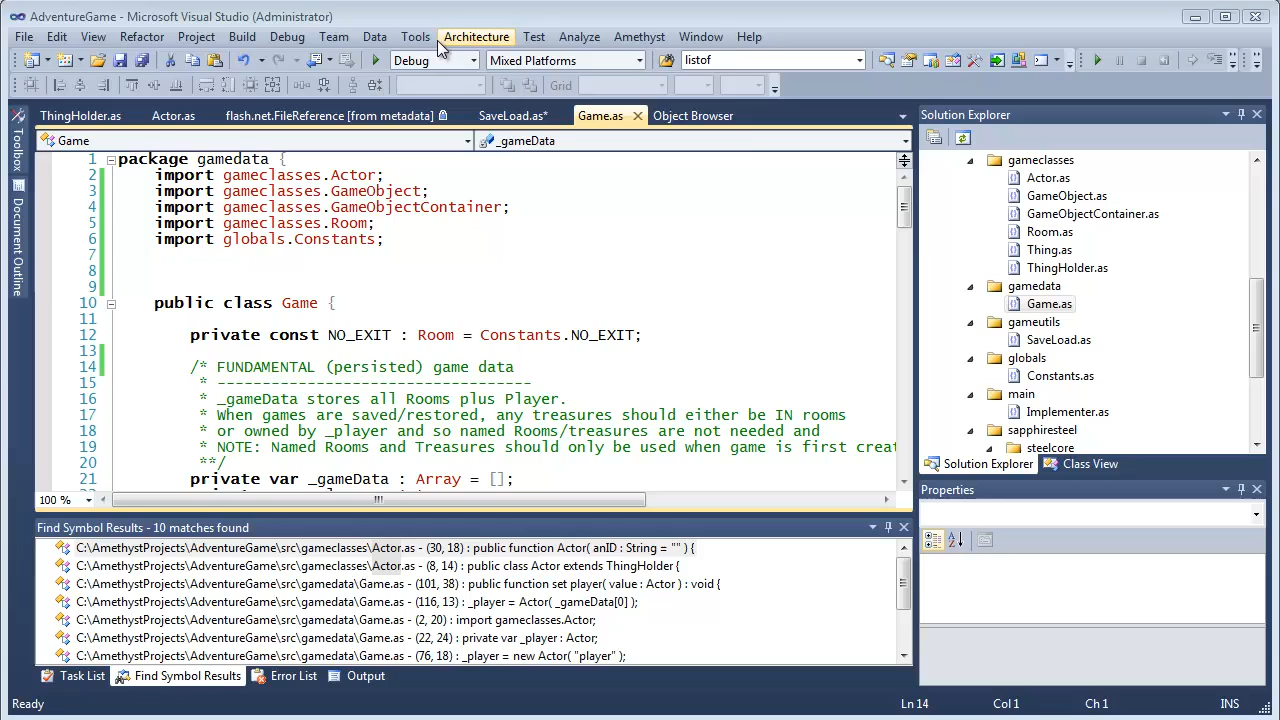 AdventureGame - Microsoft Visual Studio (Administrator)
File Edit View Refactor Project Build Debug Team Data Tools Architecture Test Analyze Amethyst Window Help
Debug Mixed Platforms listof
Grid
ThingHolder.as Actor.as flash.net.FileReference [from metadata] SaveLoad.as* Game.as Object Browser
Game _gameData
1 package gamedata {
2 import gameclasses.Actor;
3 import gameclasses.GameObject;
4 import gameclasses.GameObjectContainer;
5 import gameclasses.Room;
6 import globals.Constants;
7
8
9
10 public class Game {
11
12 private const NO_EXIT : Room = Constants.NO_EXIT;
13
14 /* FUNDAMENTAL (persisted) game data
15 * -----------------------------------
16 * _gameData stores all Rooms plus Player.
17 * When games are saved/restored, any treasures should either be IN rooms
18 * or owned by _player and so named Rooms/treasures are not needed and
19 * NOTE: Named Rooms and Treasures should only be used when game is first creat
20 **/
21 private var _gameData : Array = [];
100 %
Toolbox
Document Outline
Solution Explorer
gameclasses
Actor.as
GameObject.as
GameObjectContainer.as
Room.as
Thing.as
ThingHolder.as
gamedata
Game.as
gameutils
SaveLoad.as
globals
Constants.as
main
Implementer.as
sapphiresteel
steelcore
Solution Explorer Class View
Properties
Find Symbol Results - 10 matches found
C:\AmethystProjects\AdventureGame\src\gameclasses\Actor.as - (30, 18) : public function Actor( anID : String = "" ) {
C:\AmethystProjects\AdventureGame\src\gameclasses\Actor.as - (8, 14) : public class Actor extends ThingHolder {
C:\AmethystProjects\AdventureGame\src\gamedata\Game.as - (101, 38) : public function set player( value : Actor ) : void {
C:\AmethystProjects\AdventureGame\src\gamedata\Game.as - (116, 13) : _player = Actor( _gameData[0] );
C:\AmethystProjects\AdventureGame\src\gamedata\Game.as - (2, 20) : import gameclasses.Actor;
C:\AmethystProjects\AdventureGame\src\gamedata\Game.as - (22, 24) : private var _player : Actor;
C:\AmethystProjects\AdventureGame\src\gamedata\Game.as - (76, 18) : _player = new Actor( "player" );
Task List Find Symbol Results Error List Output
Ready Ln 14 Col 1 Ch 1 INS